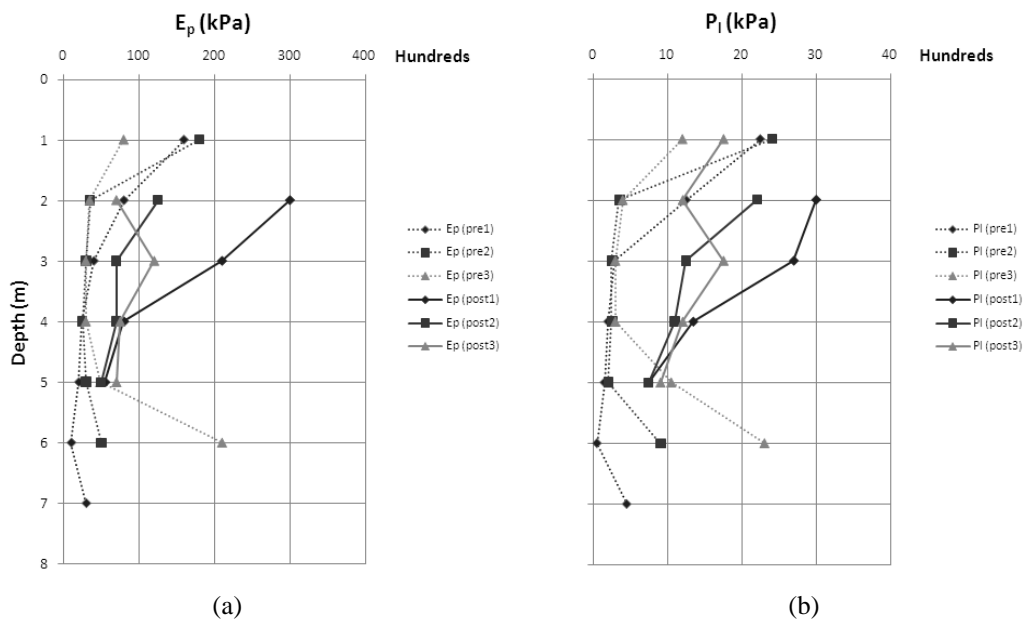 E_p (kPa)
0 100 200 300 400 Hundreds
0
1
2
3
4
5
6
7
8
Depth (m)
Ep (pre1)
Ep (pre2)
Ep (pre3)
Ep (post1)
Ep (post2)
Ep (post3)
(a)
P_l (kPa)
0 10 20 30 40 Hundreds
Pl (pre1)
Pl (pre2)
Pl (pre3)
Pl (post1)
Pl (post2)
Pl (post3)
(b)